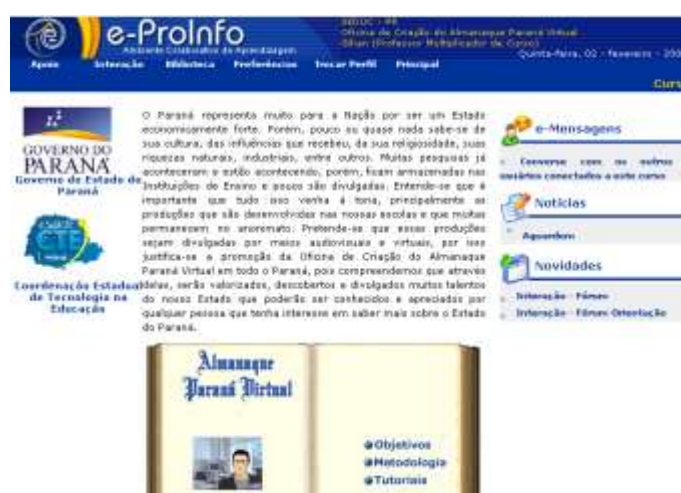 e-ProInfo
Ambiente Colaborativo de Aprendizagem
SEDUC - PR
Oficina de Criação do Almanaque Paraná Virtual
(Professor Multiplicador de Curso)
Quinta-feira, 02 - fevereiro - 200
Apoio Interação Biblioteca Preferências Trocar Perfil Principal
Curs
GOVERNO DO
PARANÁ
Governo do Estado do
Paraná
CTE
Coordenação Estadual
de Tecnologia na
Educação
O Paraná representa muito para a Nação por ser um Estado
economicamente forte. Porém, pouco ou quase nada sabe-se de
sua cultura, das influências que recebeu, da sua religiosidade, suas
riquezas naturais, industriais, entre outros. Muitas pesquisas já
aconteceram e estão acontecendo, porém, ficam armazenadas nas
Instituições de Ensino e pouco são divulgadas. Entende-se que é
importante que tudo isso venha à tona, principalmente as
produções que são desenvolvidas nas nossas escolas e que muitas
permanecem no anonimato. Pretende-se que essas produções
sejam divulgadas por meios audiovisuais e virtuais, por isso
justifica-se a promoção da Oficina de Criação do Almanaque
Paraná Virtual em todo o Paraná, pois compreendemos que através
delas, serão valorizados, descobertos e divulgados muitos talentos
do nosso Estado que poderão ser conhecidos e apreciados por
qualquer pessoa que tenha interesse em saber mais sobre o Estado
do Paraná.
Almanaque
Paraná Virtual
Objetivos
Metodologia
Tutoriais
e-Mensagens
Converse com os outros
usuários conectados a este curso
Notícias
Aguardem
Novidades
Interação - Fórum
Interação - Fórum Orientação